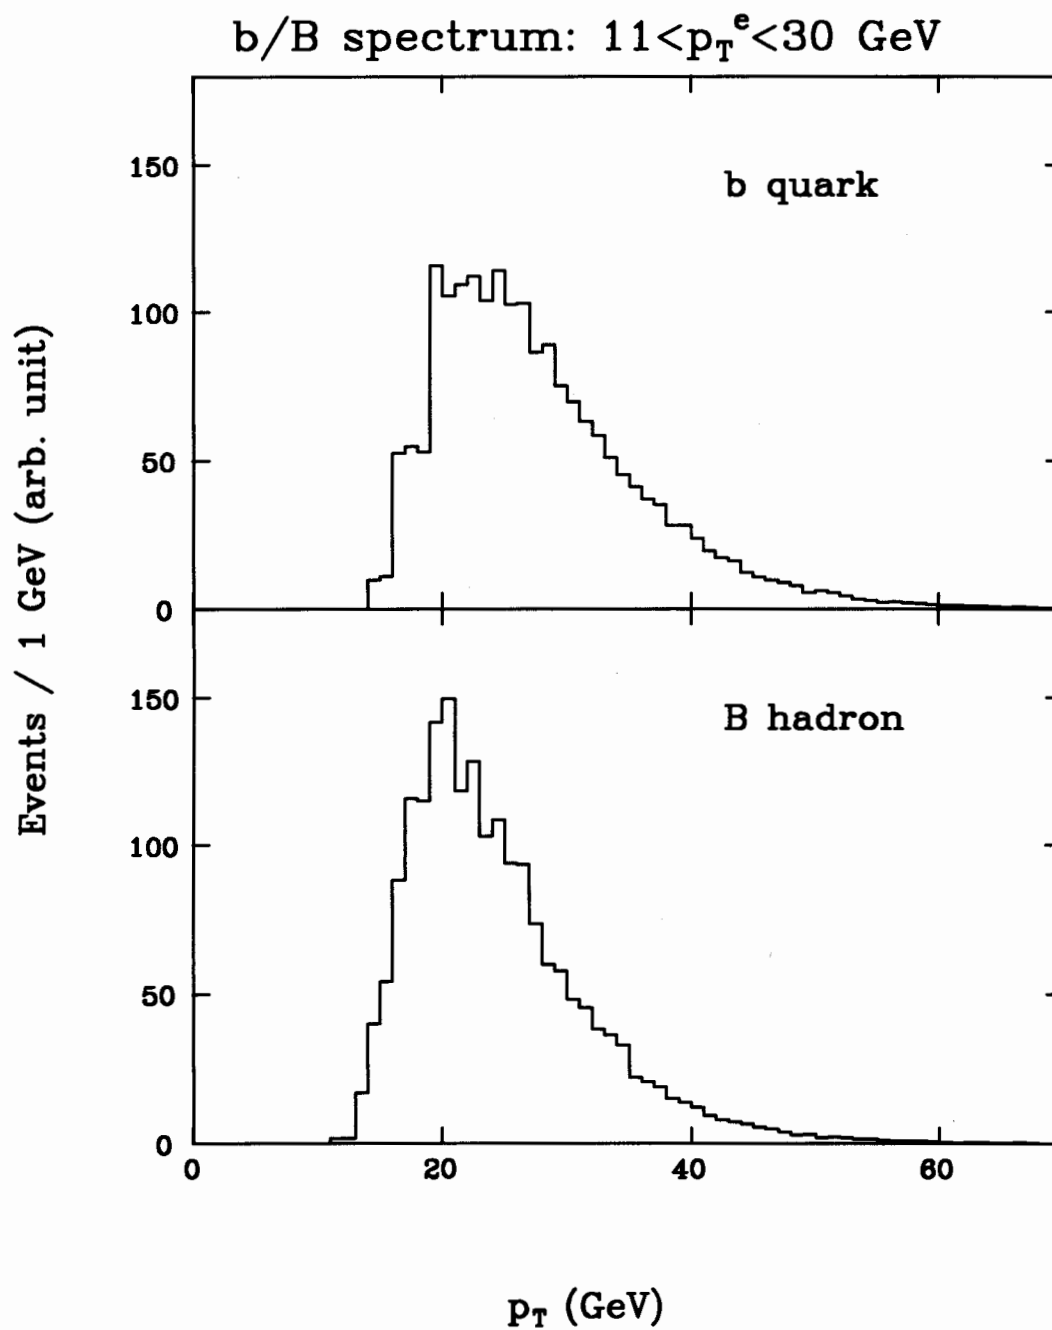 b/B spectrum: 11<p_T^e<30 GeV
150
b quark
100
50
0
Events / 1 GeV (arb. unit)
150
B hadron
100
50
0
0 20 40 60
p_T (GeV)